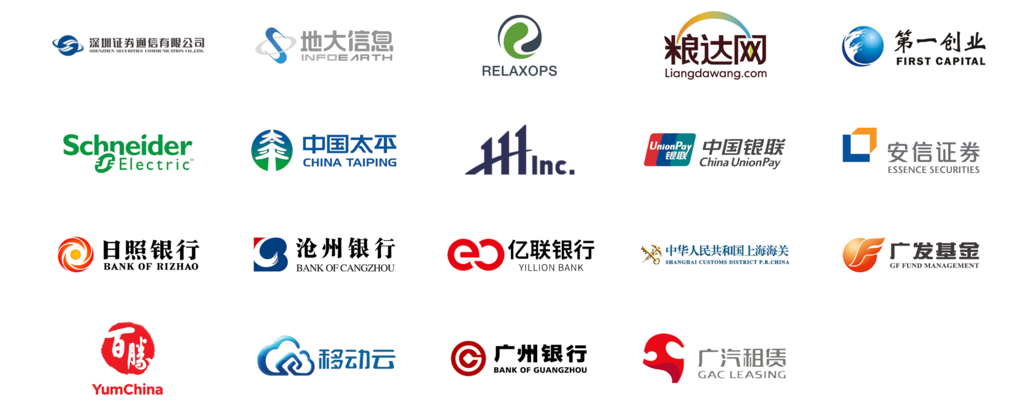 深圳证券通信有限公司
SHENZHEN SECURITIES COMMUNICATION CO.,LTD.
地大信息
INFOEARTH
RELAXOPS
粮达网
Liangdawang.com
第一创业
FIRST CAPITAL
Schneider
Electric™
中国太平
CHINA TAIPING
Inc.
UnionPay
银联
中国银联
China UnionPay
安信证券
ESSENCE SECURITIES
日照银行
BANK OF RIZHAO
沧州银行
BANK OF CANGZHOU
亿联银行
YILLION BANK
中华人民共和国上海海关
SHANGHAI CUSTOMS DISTRICT P.R.CHINA
广发基金
GF FUND MANAGEMENT
百胜
YumChina
移动云
广州银行
BANK OF GUANGZHOU
广汽租赁
GAC LEASING